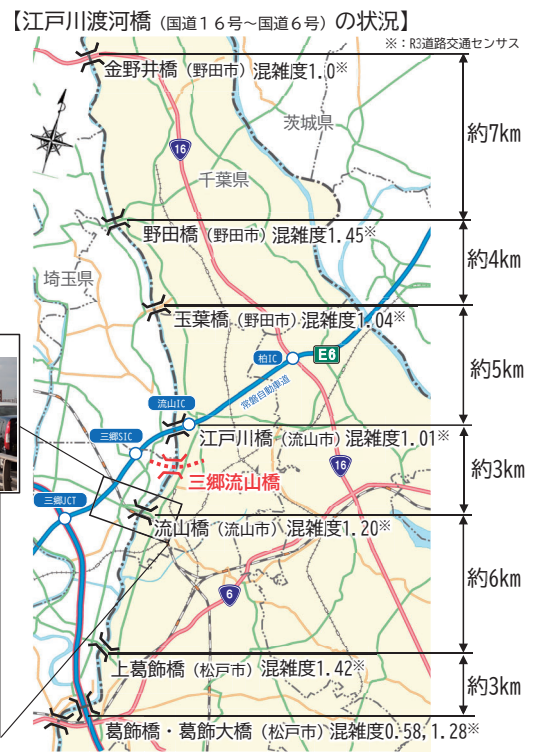 【江戸川渡河橋（国道１６号～国道６号）の状況】
※：R3道路交通センサス
金野井橋（野田市）混雑度1.0※
茨城県
約7km
16
千葉県
野田橋（野田市）混雑度1.45※
約4km
埼玉県
玉葉橋（野田市）混雑度1.04※
柏IC
E6
約5km
常磐自動車道
流山IC
江戸川橋（流山市）混雑度1.01※
三郷SIC
16
約3km
三郷流山橋
三郷JCT
流山橋（流山市）混雑度1.20※
約6km
6
上葛飾橋（松戸市）混雑度1.42※
約3km
葛飾橋・葛飾大橋（松戸市）混雑度0.58,1.28※